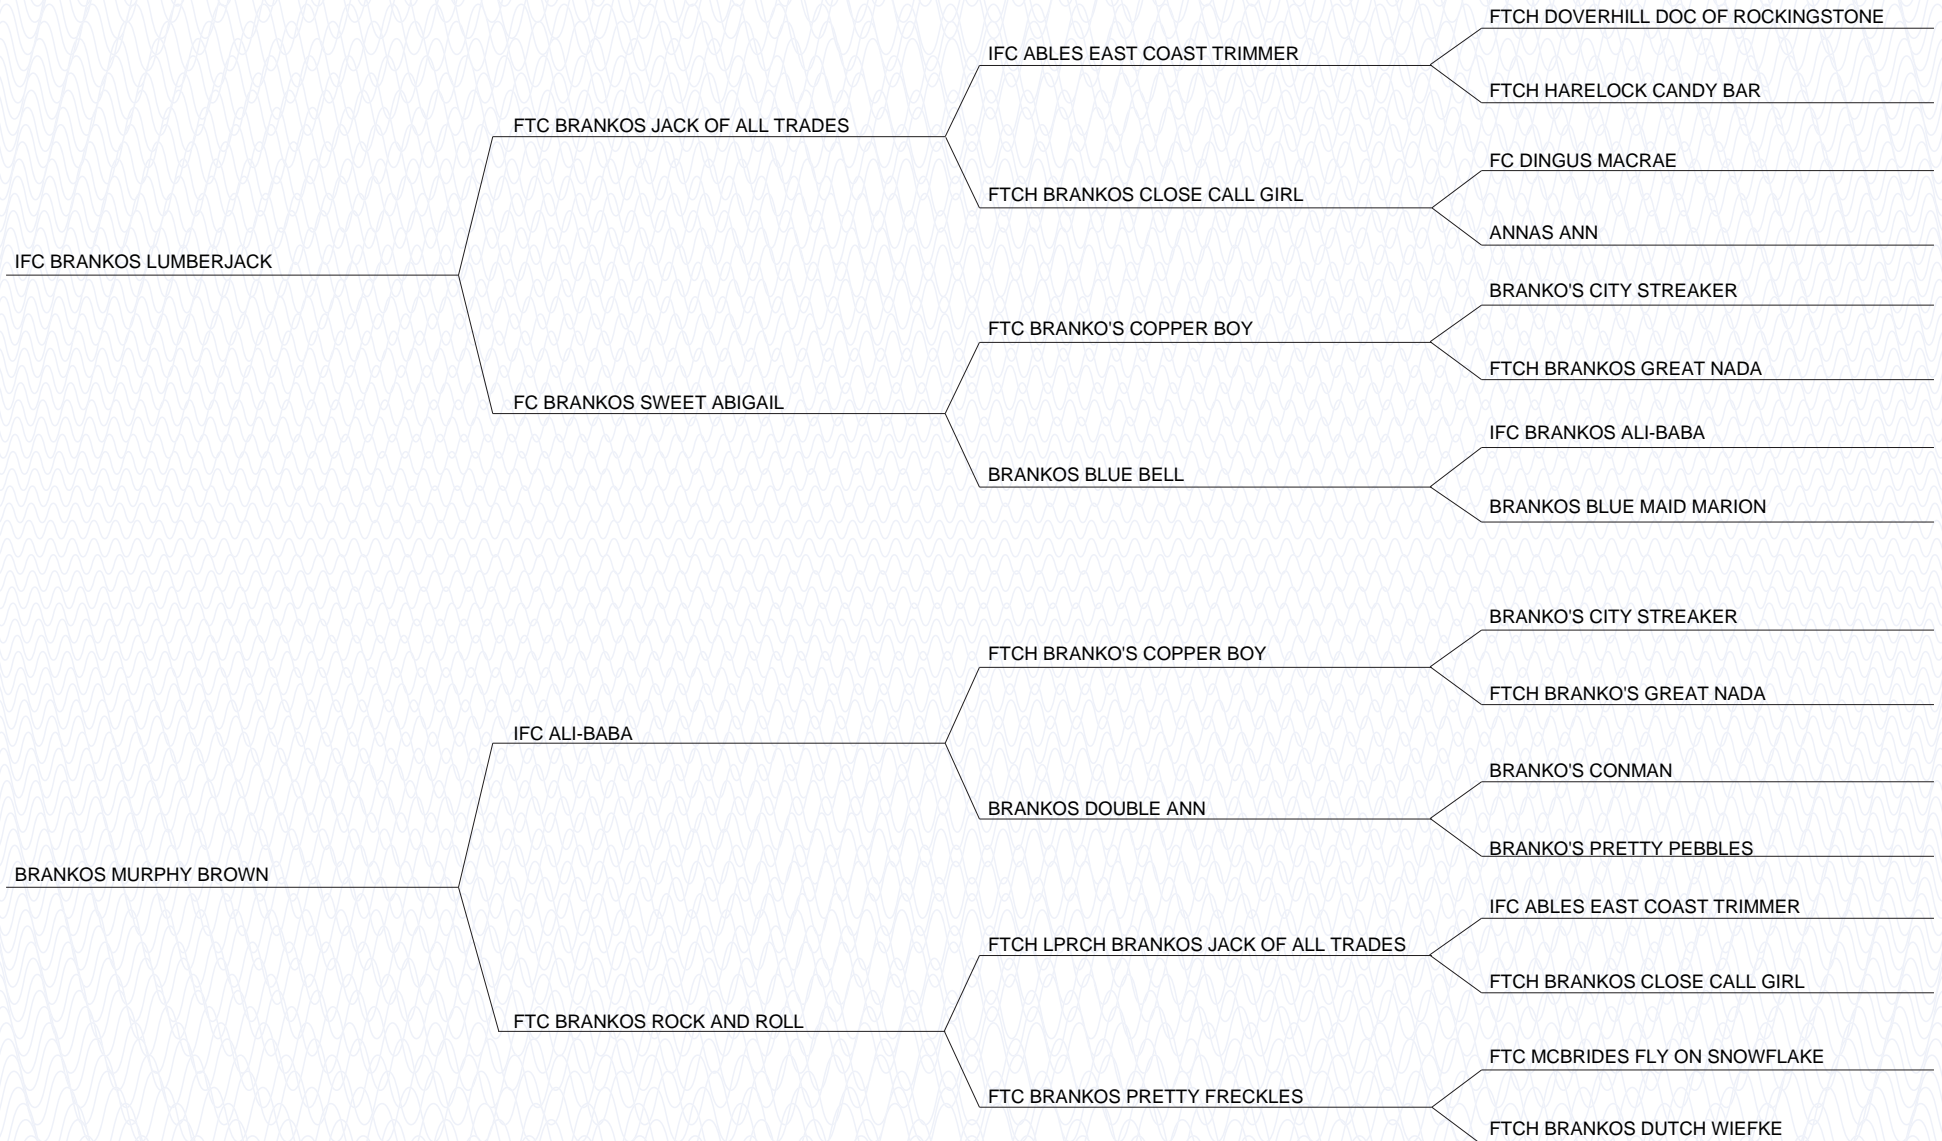 FTCH DOVERHILL DOC OF ROCKINGSTONE
IFC ABLES EAST COAST TRIMMER
FTCH HARELOCK CANDY BAR
FTC BRANKOS JACK OF ALL TRADES
FC DINGUS MACRAE
FTCH BRANKOS CLOSE CALL GIRL
ANNAS ANN
IFC BRANKOS LUMBERJACK
BRANKO'S CITY STREAKER
FTC BRANKO'S COPPER BOY
FTCH BRANKOS GREAT NADA
FC BRANKOS SWEET ABIGAIL
IFC BRANKOS ALI-BABA
BRANKOS BLUE BELL
BRANKOS BLUE MAID MARION
BRANKO'S CITY STREAKER
FTCH BRANKO'S COPPER BOY
FTCH BRANKO'S GREAT NADA
IFC ALI-BABA
BRANKO'S CONMAN
BRANKOS DOUBLE ANN
BRANKO'S PRETTY PEBBLES
BRANKOS MURPHY BROWN
IFC ABLES EAST COAST TRIMMER
FTCH LPRCH BRANKOS JACK OF ALL TRADES
FTCH BRANKOS CLOSE CALL GIRL
FTC BRANKOS ROCK AND ROLL
FTC MCBRIDES FLY ON SNOWFLAKE
FTC BRANKOS PRETTY FRECKLES
FTCH BRANKOS DUTCH WIEFKE